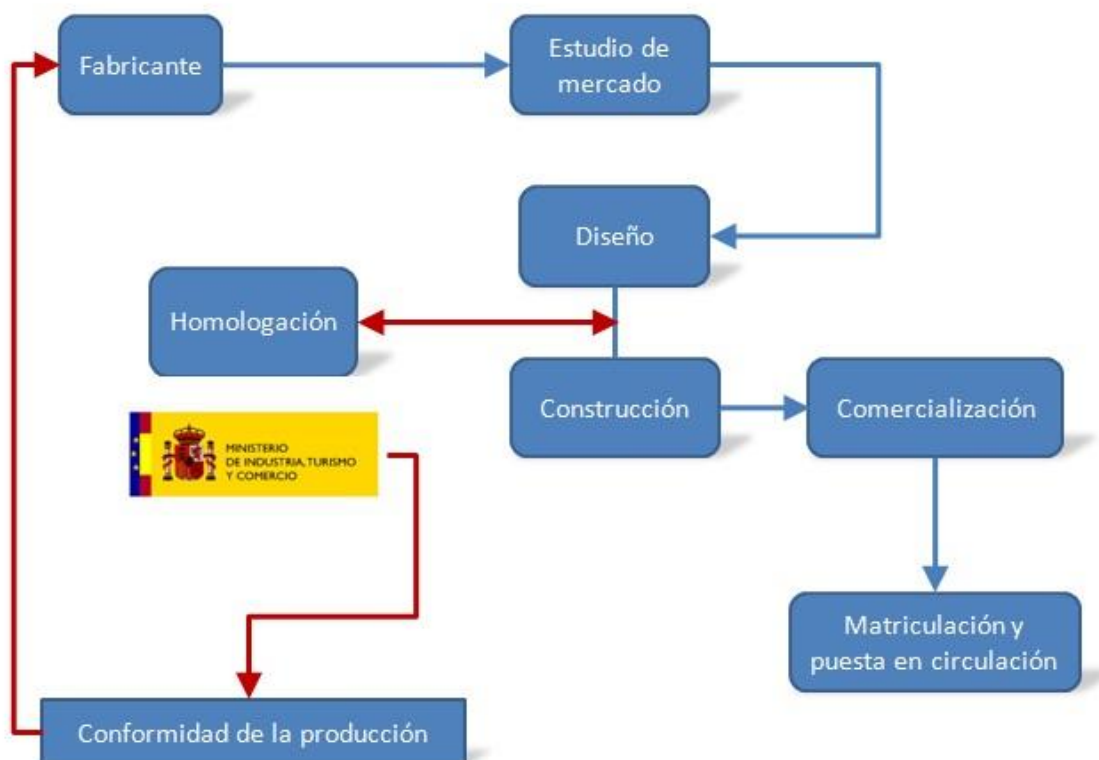 Fabricante
Estudio de
mercado
Diseño
Homologación
Construcción
Comercialización
MINISTERIO
DE INDUSTRIA, TURISMO
Y COMERCIO
Matriculación y
puesta en circulación
Conformidad de la producción